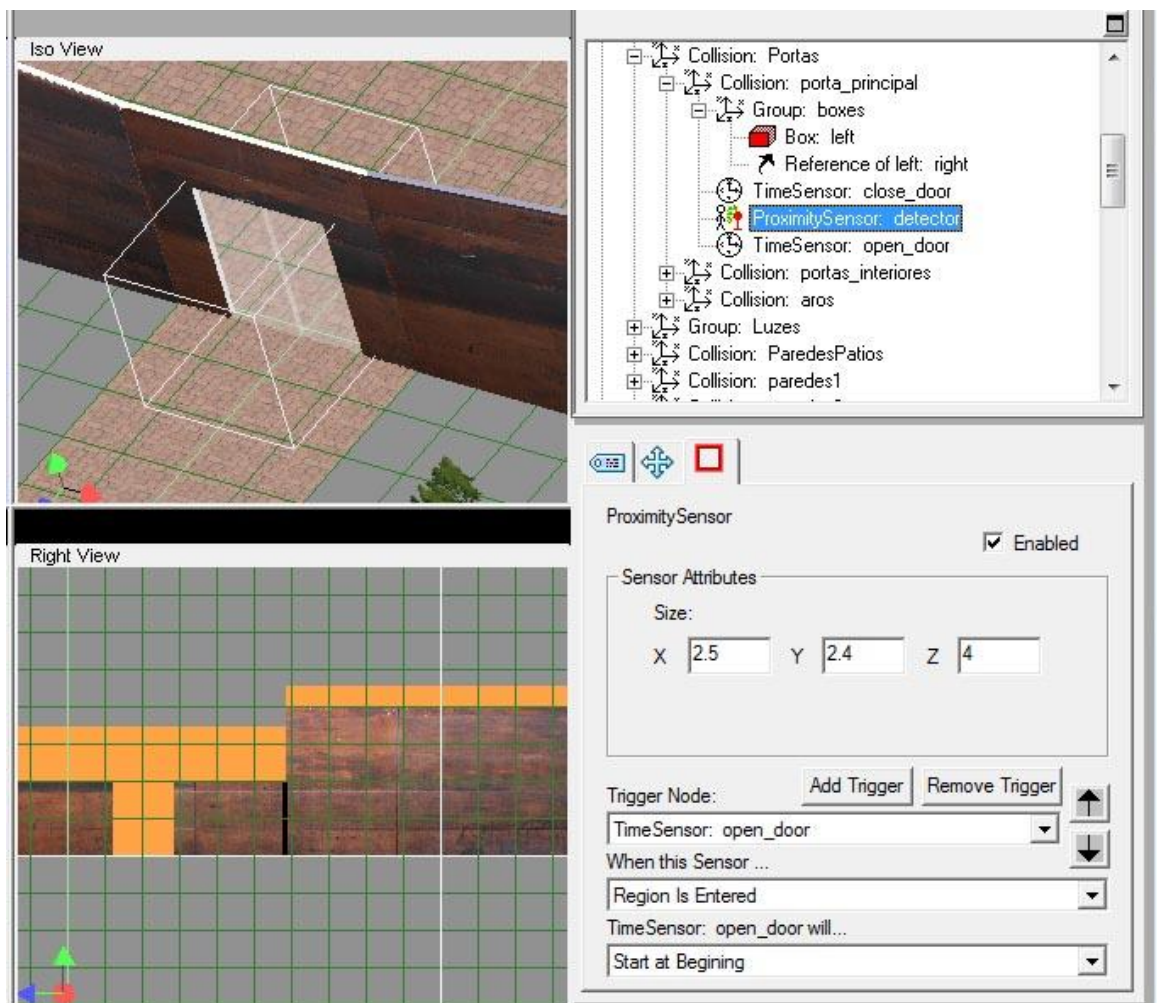 Iso View
Collision: Portas
Collision: porta_principal
Group: boxes
Box: left
Reference of left: right
TimeSensor: close_door
ProximitySensor: detector
TimeSensor: open_door
Collision: portas_interiores
Collision: aros
Group: Luzes
Collision: ParedesPatios
Collision: paredes1
ProximitySensor
Enabled
Right View
Sensor Attributes
Size:
X 2.5 Y 2.4 Z 4
Trigger Node: Add Trigger Remove Trigger
TimeSensor: open_door
When this Sensor ...
Region Is Entered
TimeSensor: open_door will...
Start at Begining